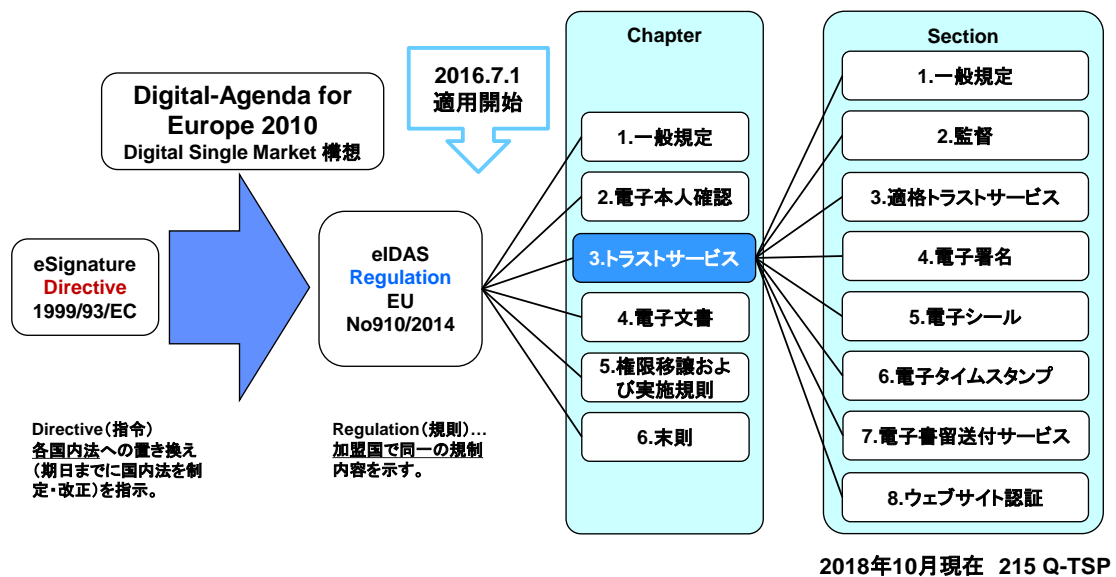 Digital-Agenda for
Europe 2010
Digital Single Market 構想
2016.7.1
適用開始
eSignature
Directive
1999/93/EC
eIDAS
Regulation
EU
No910/2014
Directive（指令）
各国内法への置き換え
（期日までに国内法を制
定・改正）を指示。
Regulation（規則）…
加盟国で同一の規制
内容を示す。
Chapter
1.一般規定
2.電子本人確認
3.トラストサービス
4.電子文書
5.権限移譲およ
び実施規則
6.末則
Section
1.一般規定
2.監督
3.適格トラストサービス
4.電子署名
5.電子シール
6.電子タイムスタンプ
7.電子書留送付サービス
8.ウェブサイト認証
2018年10月現在 215 Q-TSP